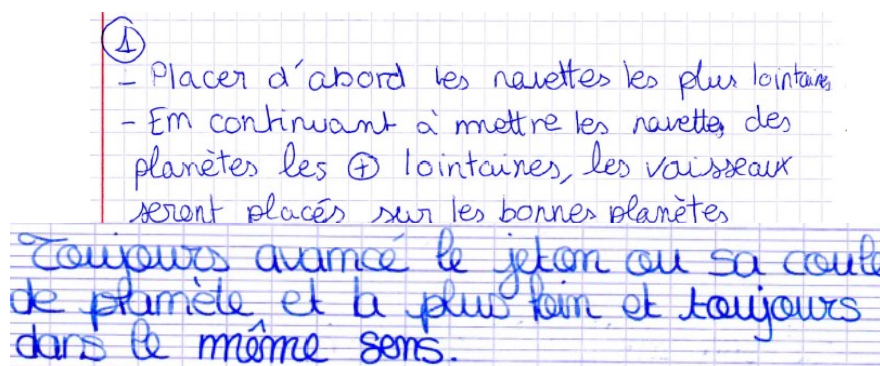 1
- Placer d'abord les navettes les plus lointaines
- Em continuant à mettre les navettes des
planètes les + lointaines, les vaisseaux
seront placés sur les bonnes planètes
Toujours avamcé le jeton ou sa coule
de planète et la plus loin et toujours
dans le même sens.